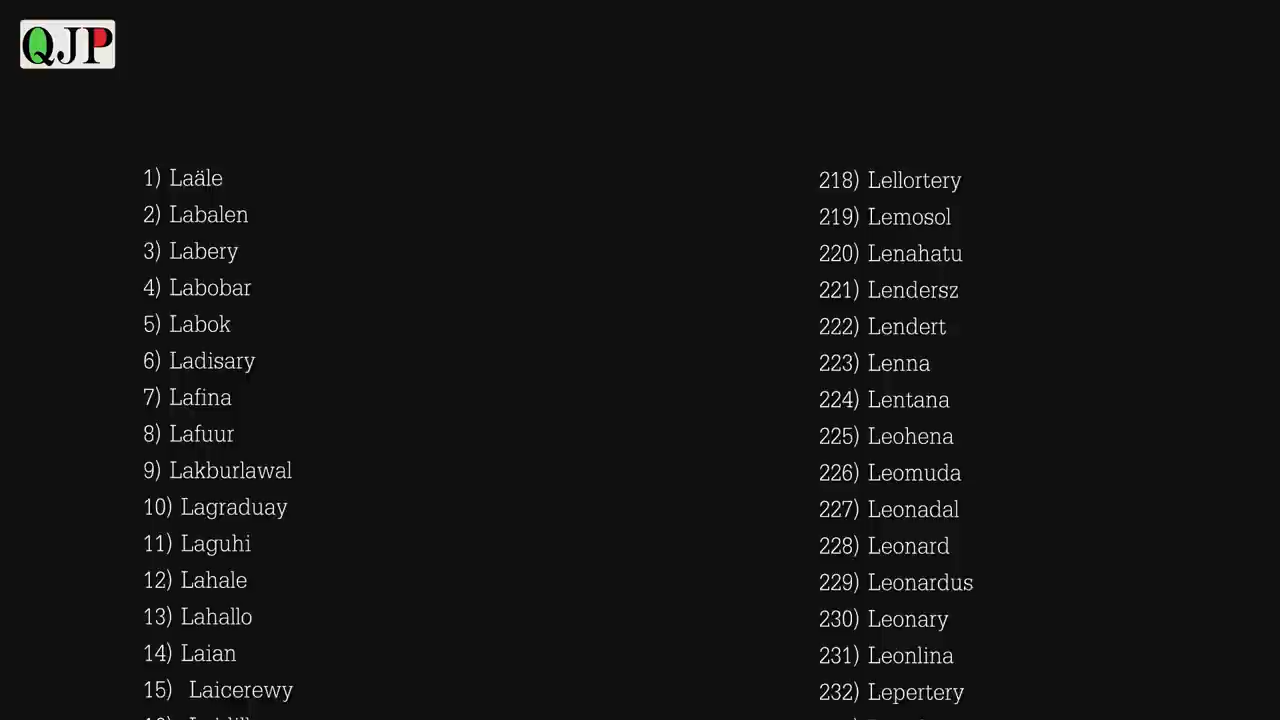 QJP
1) Laäle
2) Labalen
3) Labery
4) Labobar
5) Labok
6) Ladisary
7) Lafina
8) Lafuur
9) Lakburlawal
10) Lagraduay
11) Laguhi
12) Lahale
13) Lahallo
14) Laian
15) Laicerewy
218) Lellortery
219) Lemosol
220) Lenahatu
221) Lendersz
222) Lendert
223) Lenna
224) Lentana
225) Leohena
226) Leomuda
227) Leonadal
228) Leonard
229) Leonardus
230) Leonary
231) Leonlina
232) Lepertery